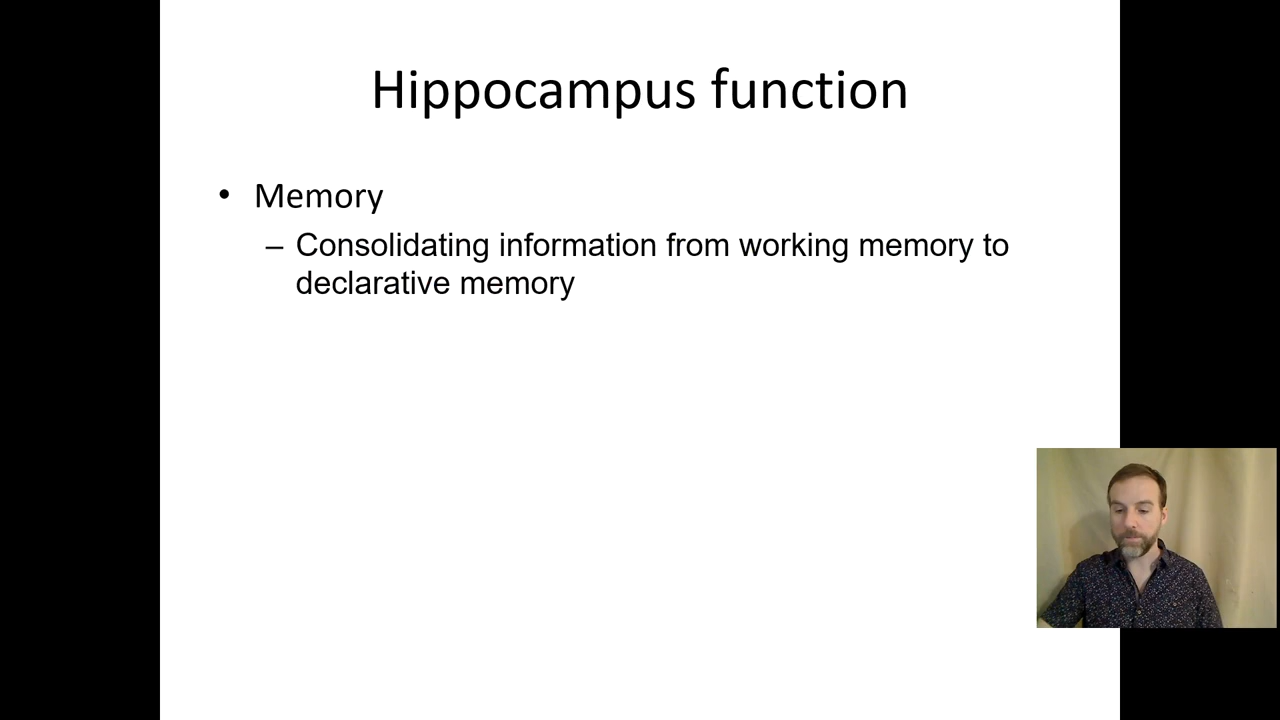 Hippocampus function
• Memory
– Consolidating information from working memory to
declarative memory